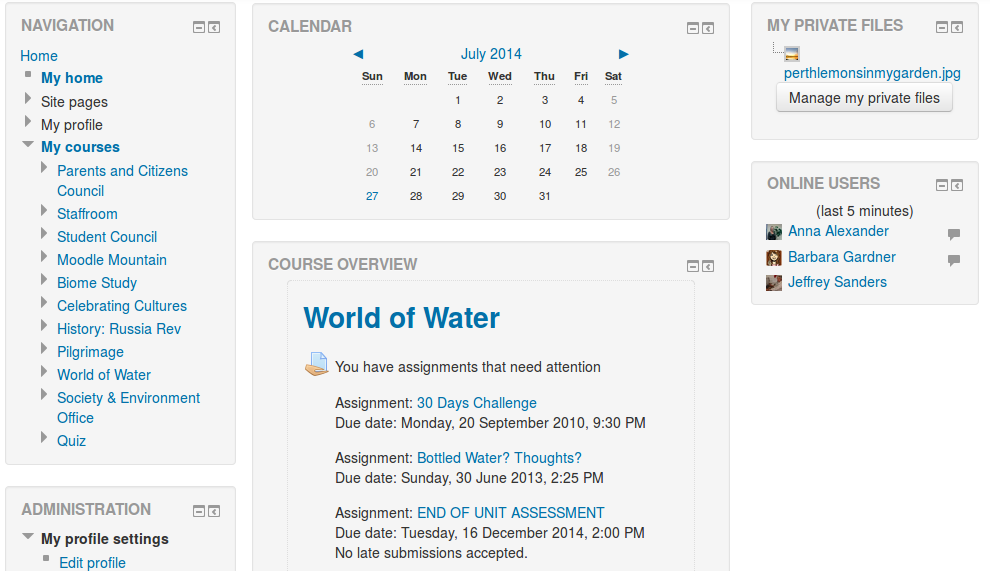 NAVIGATION
Home
My home
Site pages
My profile
My courses
Parents and Citizens
Council
Staffroom
Student Council
Moodle Mountain
Biome Study
Celebrating Cultures
History: Russia Rev
Pilgrimage
World of Water
Society & Environment
Office
Quiz
ADMINISTRATION
My profile settings
Edit profile
CALENDAR
July 2014
Sun Mon Tue Wed Thu Fri Sat
1 2 3 4 5
6 7 8 9 10 11 12
13 14 15 16 17 18 19
20 21 22 23 24 25 26
27 28 29 30 31
COURSE OVERVIEW
World of Water
You have assignments that need attention
Assignment: 30 Days Challenge
Due date: Monday, 20 September 2010, 9:30 PM
Assignment: Bottled Water? Thoughts?
Due date: Sunday, 30 June 2013, 2:25 PM
Assignment: END OF UNIT ASSESSMENT
Due date: Tuesday, 16 December 2014, 2:00 PM
No late submissions accepted.
MY PRIVATE FILES
perthlemonsinmygarden.jpg
Manage my private files
ONLINE USERS
(last 5 minutes)
Anna Alexander
Barbara Gardner
Jeffrey Sanders